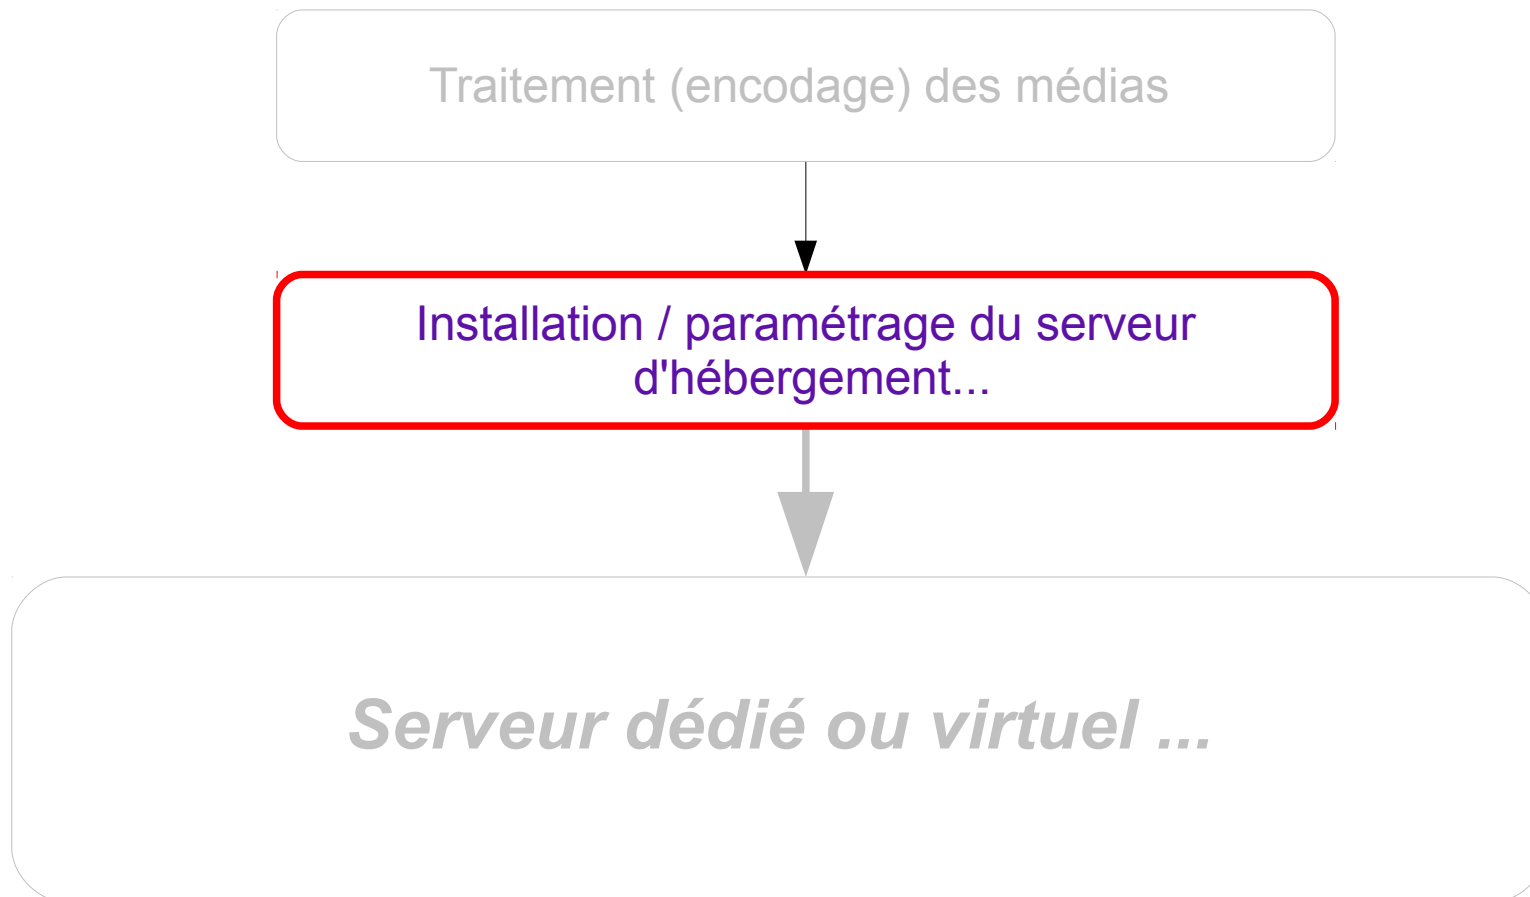 Traitement (encodage) des médias
Installation / paramétrage du serveur
d'hébergement...
Serveur dédié ou virtuel ...